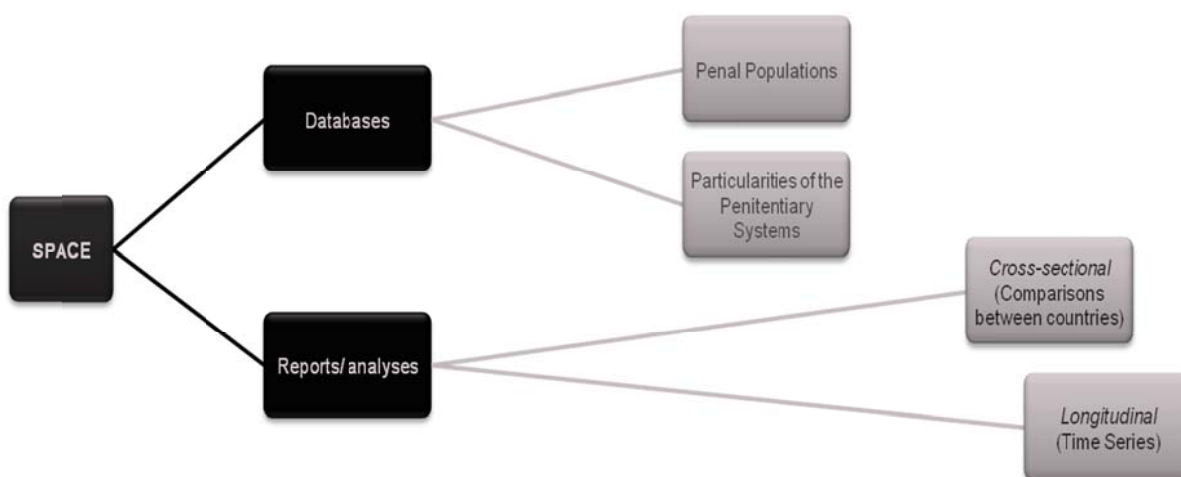 SPACE
Databases
Penal Populations
Particularities of the
Penitentiary
Systems
Reports/ analyses
Cross-sectional
(Comparisons
between countries)
Longitudinal
(Time Series)